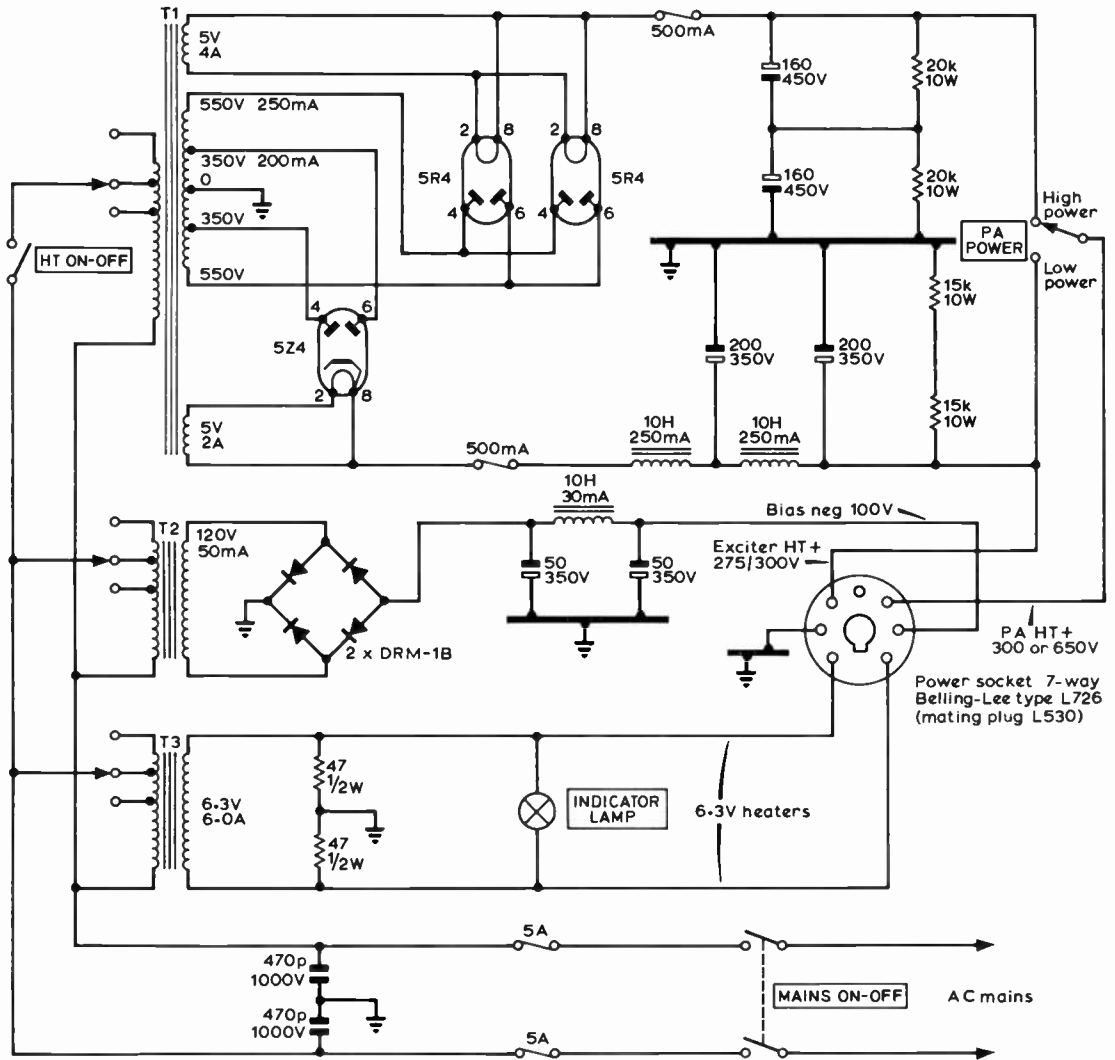 T1
5V
4A
500mA
160
450V
20k
10W
550V 250mA
2 8
2 8
350V 200mA
5R4
5R4
0
160
450V
20k
10W
4 6
4 6
High
power
PA
POWER
350V
HT ON-OFF
Low
power
550V
4 6
15k
10W
5Z4
200
350V
200
350V
2 8
15k
10W
5V
2A
10H
250mA
10H
250mA
500mA
10H
30mA
Bias neg 100V
T2
120V
50mA
Exciter HT+
275/300V
50
350V
50
350V
2 x DRM-1B
PA HT+
300 or 650V
Power socket 7-way
Belling-Lee type L726
(mating plug L530)
T3
47
1/2W
6·3V
6-0A
INDICATOR
LAMP
6·3V heaters
47
1/2W
5A
470p
1000V
MAINS ON-OFF
AC mains
470p
1000V
5A